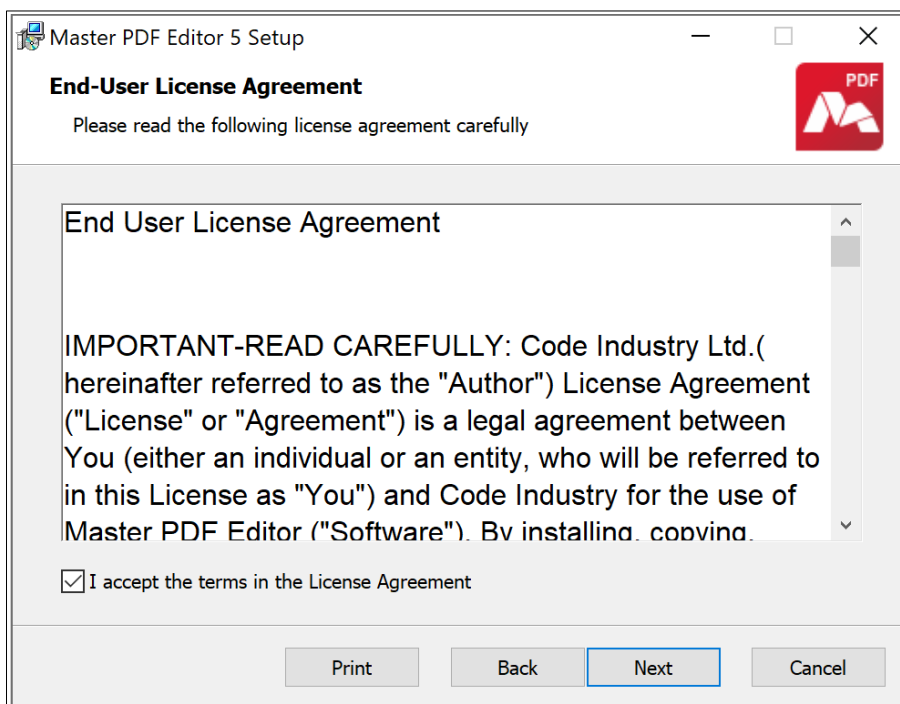 Master PDF Editor 5 Setup
End-User License Agreement
Please read the following license agreement carefully
PDF
End User License Agreement
IMPORTANT-READ CAREFULLY: Code Industry Ltd.(
hereinafter referred to as the "Author") License Agreement
("License" or "Agreement") is a legal agreement between
You (either an individual or an entity, who will be referred to
in this License as "You") and Code Industry for the use of
Master PDF Editor ("Software"). By installing, copying,
I accept the terms in the License Agreement
Print Back Next Cancel